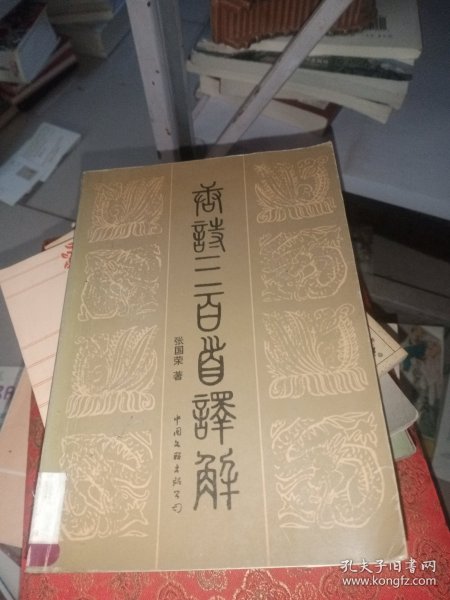 唐詩三百首譯解
张国荣 著
中国文联出版公司
孔夫子旧书网
www.kongfz.com